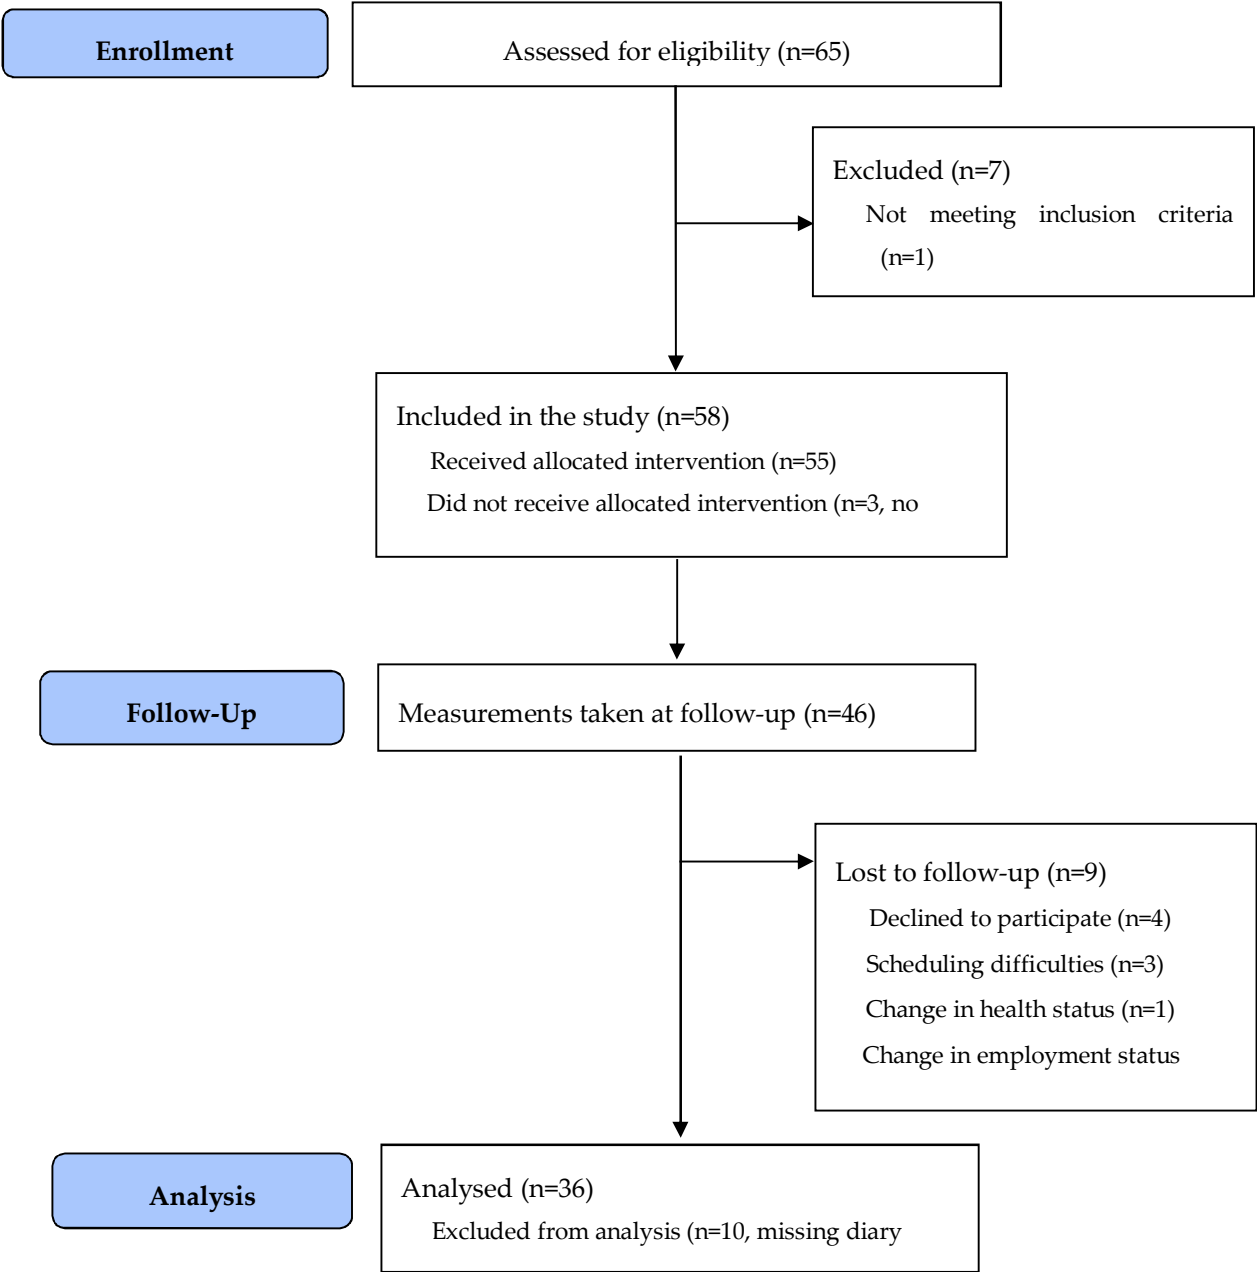 Enrollment
Assessed for eligibility (n=65)
Excluded (n=7)
Not meeting inclusion criteria
(n=1)
Included in the study (n=58)
Received allocated intervention (n=55)
Did not receive allocated intervention (n=3, no
Follow-Up
Measurements taken at follow-up (n=46)
Lost to follow-up (n=9)
Declined to participate (n=4)
Scheduling difficulties (n=3)
Change in health status (n=1)
Change in employment status
Analysis
Analysed (n=36)
Excluded from analysis (n=10, missing diary